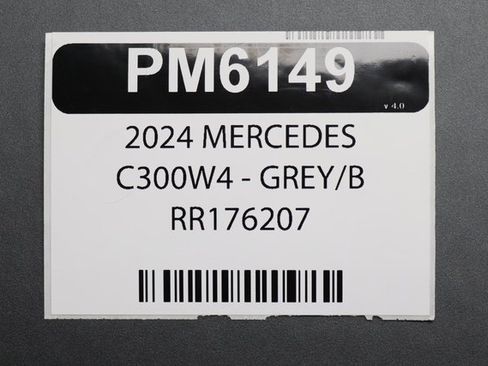 PM6149
v 4.0
2024 MERCEDES
C300W4 - GREY/B
RR176207